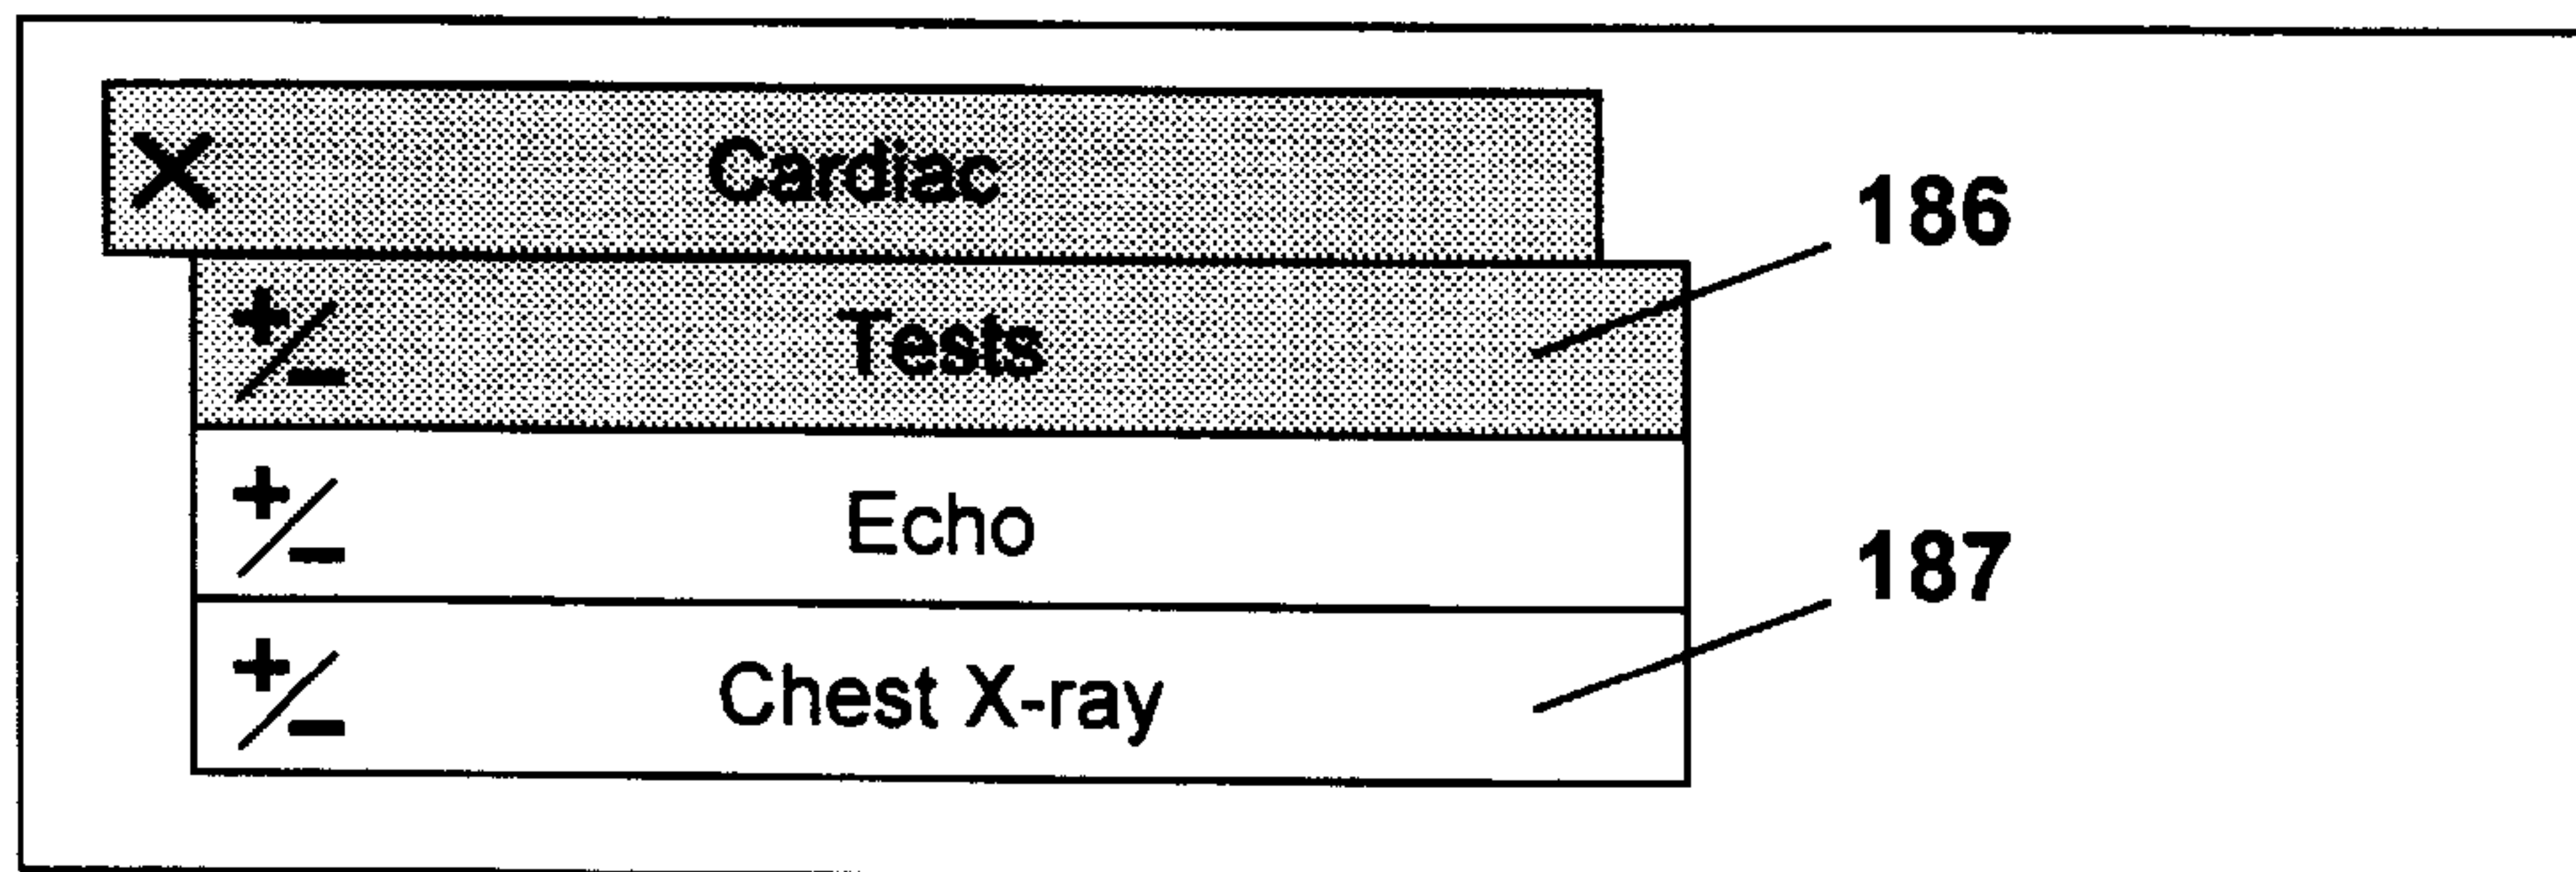 Cardiac
186
+/- Tests
+/- Echo
187
+/- Chest X-ray